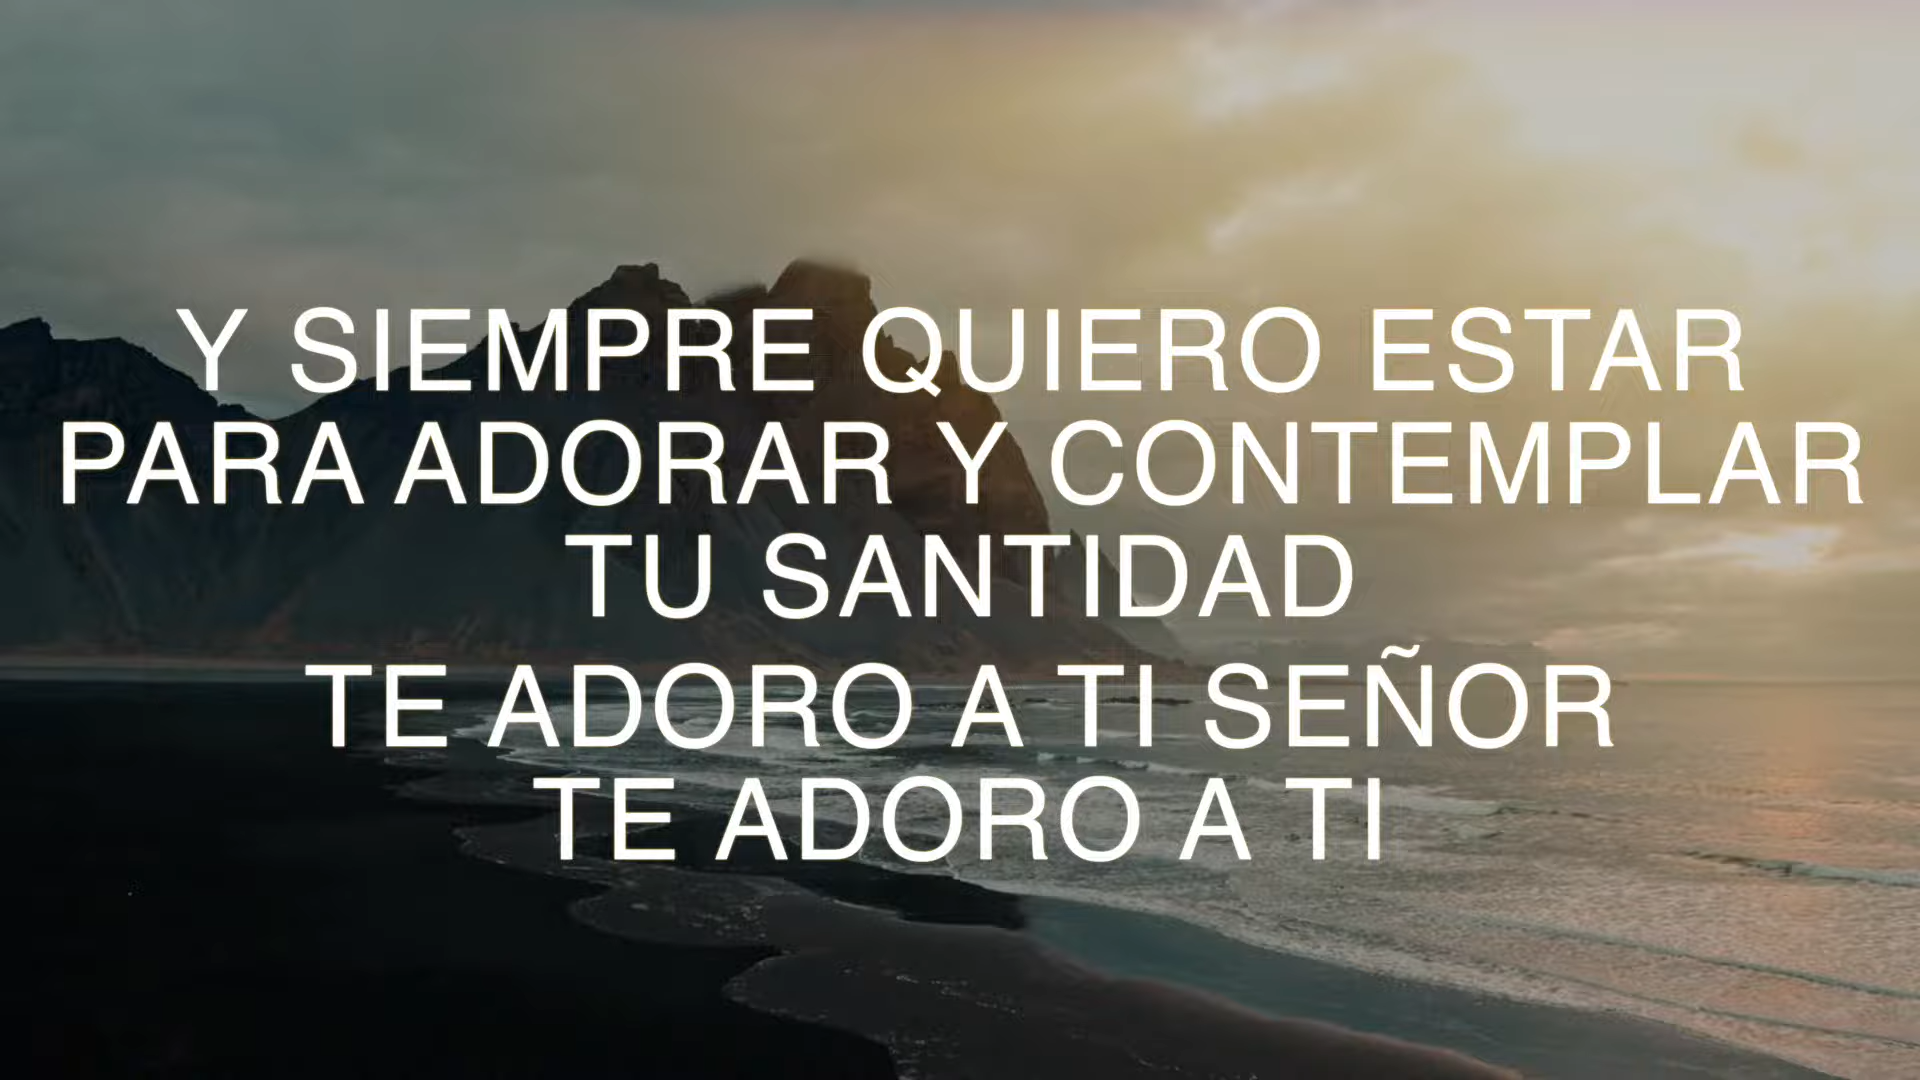 Y SIEMPRE QUIERO ESTAR
PARA ADORAR Y CONTEMPLAR
TU SANTIDAD
TE ADORO A TI SEÑOR
TE ADORO A TI